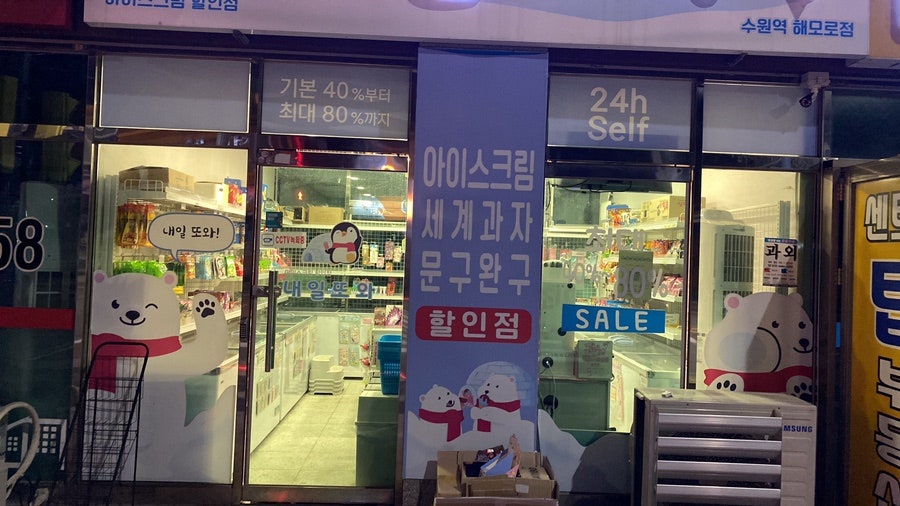 아이스크림 할인점
수원역 해모로점
기본 40%부터
최대 80%까지
24h
Self
아이스크림
세계과자
문구완구
할인점
내일 또와!
CCTV녹화중
내일또와
80%
SALE
과외
58
SAMSUNG
쎈